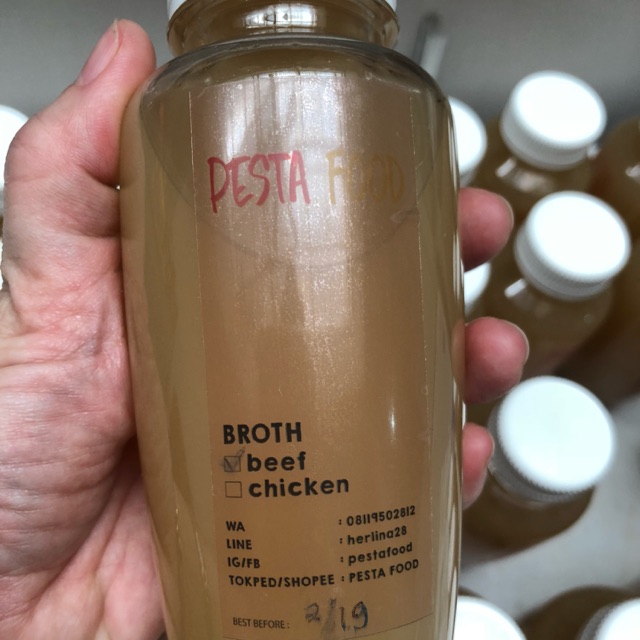 PESTA FOOD
BROTH
☑ beef
☐ chicken
WA : 08119502812
LINE : herlina28
IG/FB : pestafood
TOKPED/SHOPEE : PESTA FOOD
BEST BEFORE : 2/19